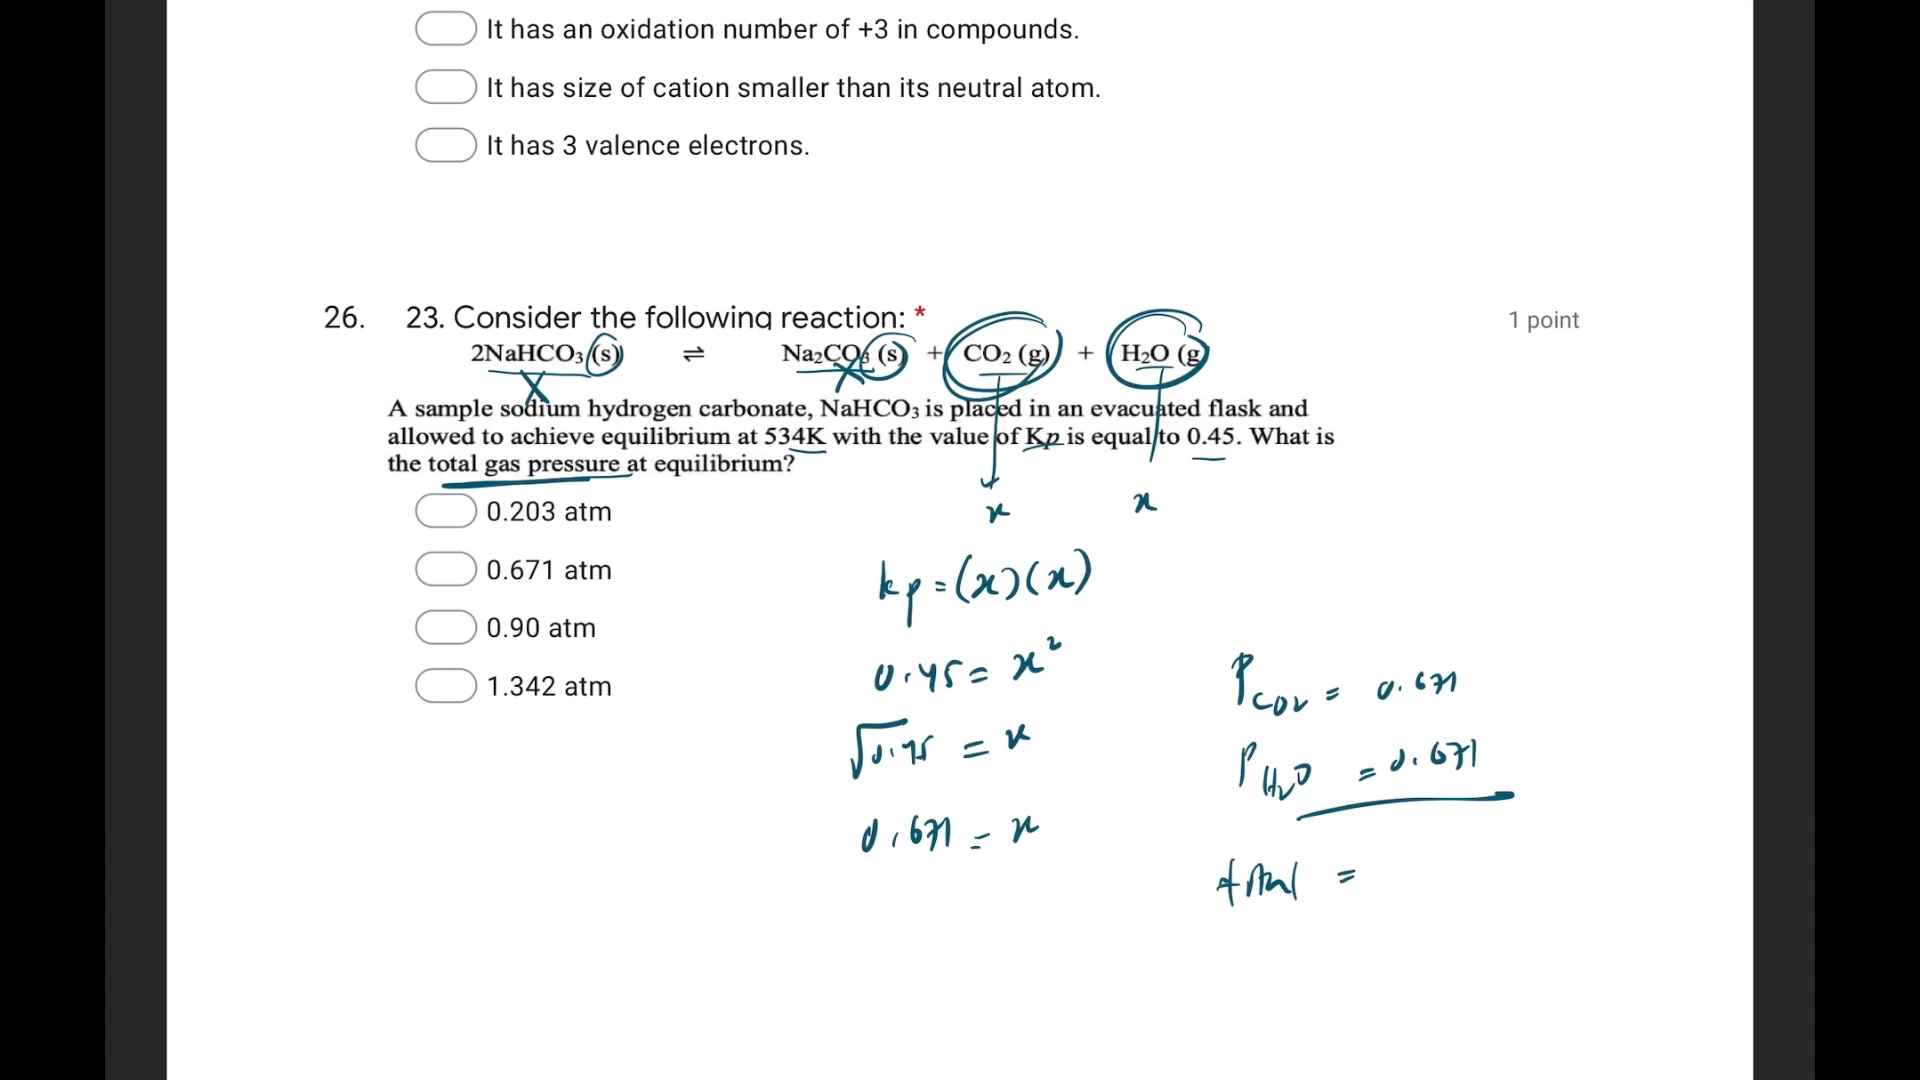 It has an oxidation number of +3 in compounds.
It has size of cation smaller than its neutral atom.
It has 3 valence electrons.
26. 23. Consider the following reaction: * 1 point
2NaHCO₃ (s) ⇌ Na₂CO₃ (s) + CO₂ (g) + H₂O (g)
A sample sodium hydrogen carbonate, NaHCO₃ is placed in an evacuated flask and
allowed to achieve equilibrium at 534K with the value of Kp is equal to 0.45. What is
the total gas pressure at equilibrium?
0.203 atm
0.671 atm
0.90 atm
1.342 atm
x x
kp = (x)(x)
0.45 = x²
√0.45 = x
0.671 = x
P CO₂ = 0.671
P H₂O = 0.671
total =